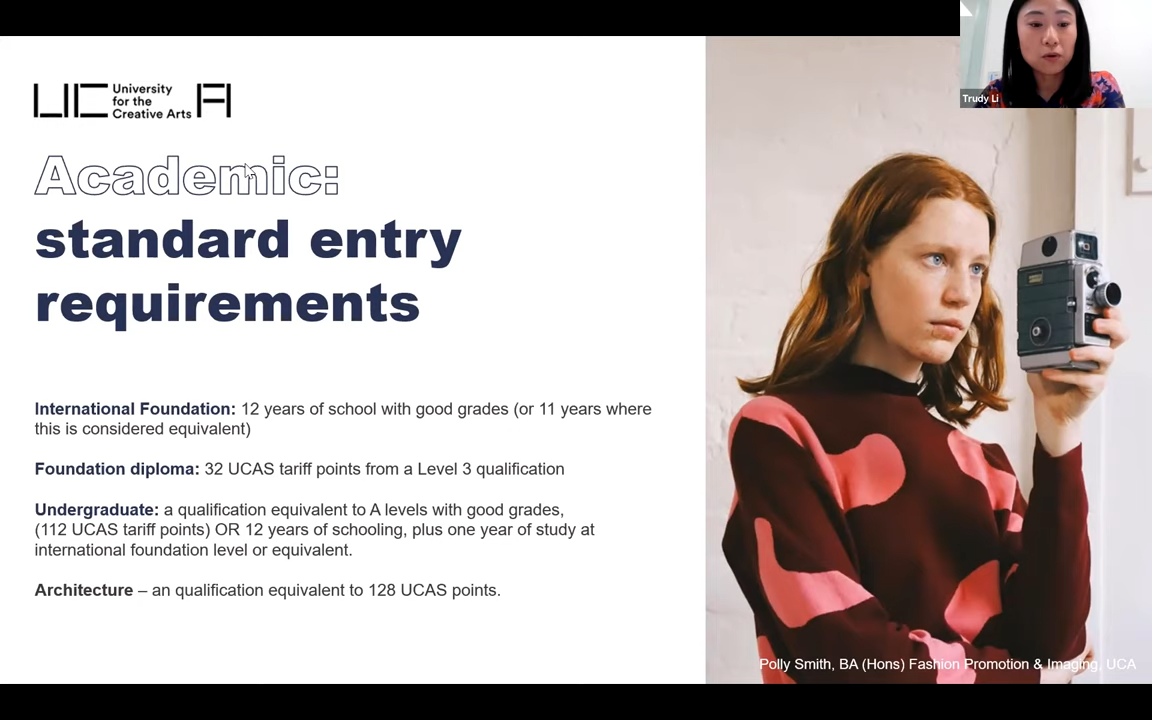 UCA
University
for the
Creative Arts
Academic:
standard entry
requirements
International Foundation: 12 years of school with good grades (or 11 years where
this is considered equivalent)
Foundation diploma: 32 UCAS tariff points from a Level 3 qualification
Undergraduate: a qualification equivalent to A levels with good grades,
(112 UCAS tariff points) OR 12 years of schooling, plus one year of study at
international foundation level or equivalent.
Architecture – an qualification equivalent to 128 UCAS points.
Trudy Li
Polly Smith, BA (Hons) Fashion Promotion & Imaging, UCA